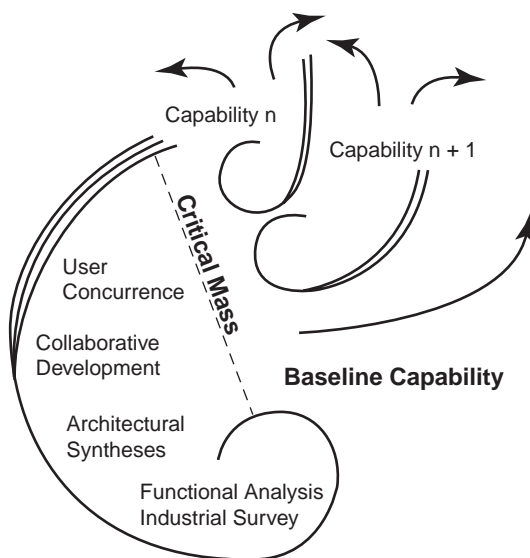 Capability n
Capability n + 1
Critical Mass
User
Concurrence
Collaborative
Development
Baseline Capability
Architectural
Syntheses
Functional Analysis
Industrial Survey